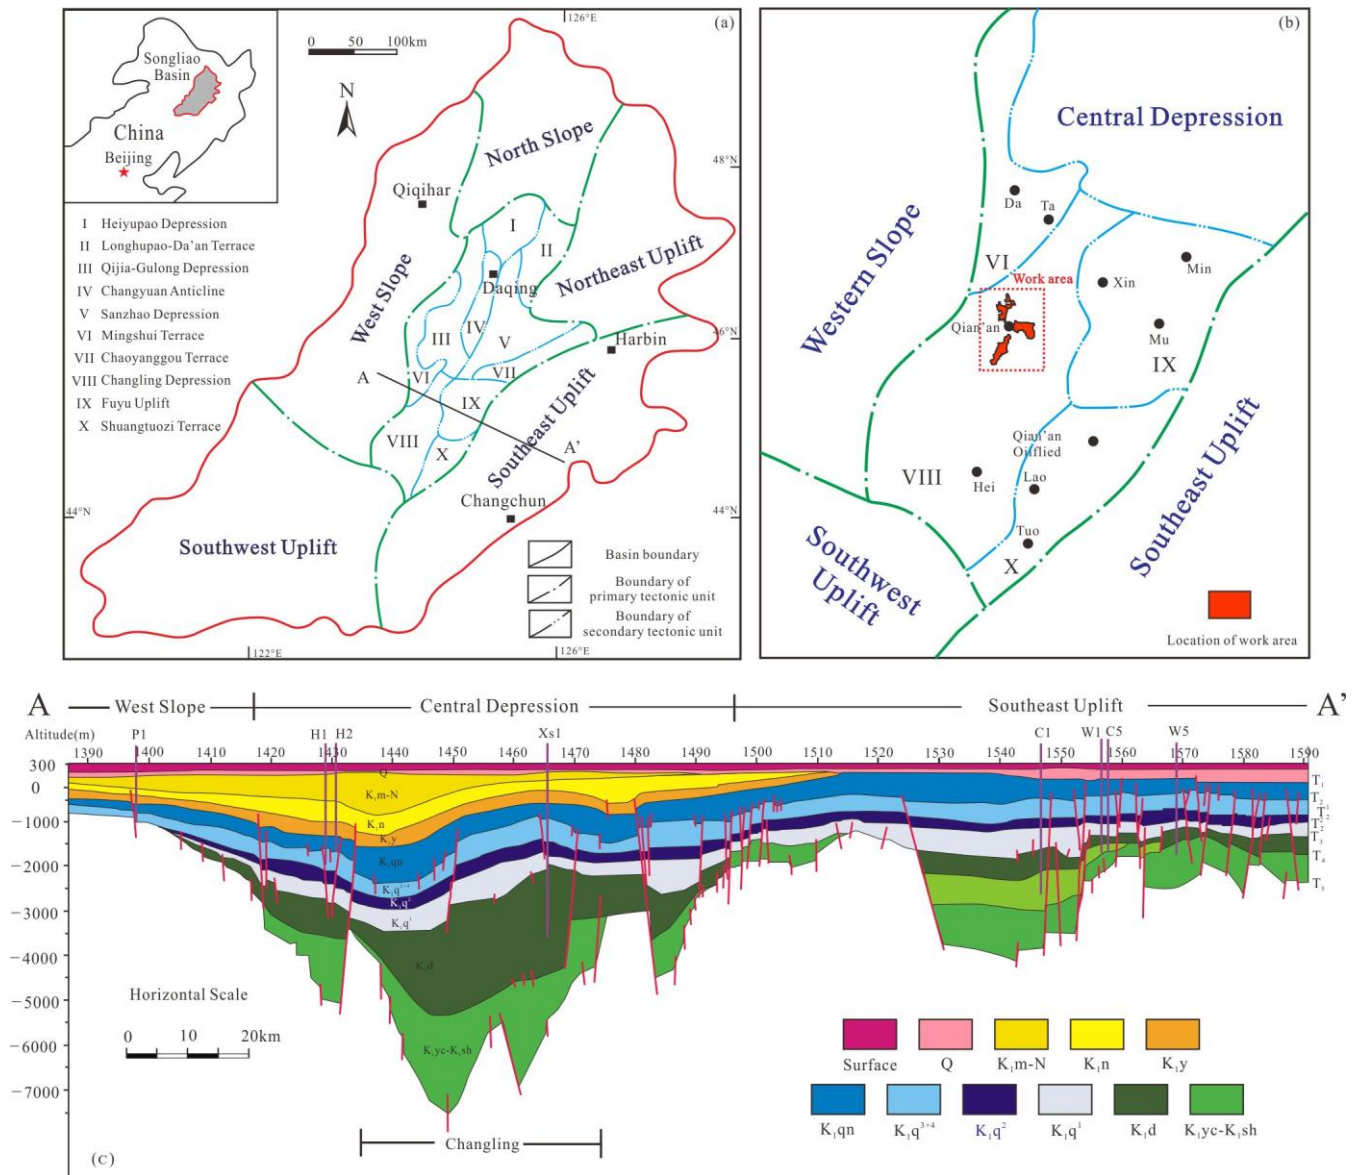 (a)
126°E
0 50 100km
N
Songliao
Basin
China
Beijing
I Heiyupao Depression
II Longhupao-Da'an Terrace
III Qijia-Gulong Depression
IV Changyuan Anticline
V Sanzhao Depression
VI Mingshui Terrace
VII Chaoyanggou Terrace
VIII Changling Depression
IX Fuyu Uplift
X Shuangtuozi Terrace
North Slope
48°N
Qiqihar
I
II
Northeast Uplift
West Slope
Daqing
III
IV
V
46°N
Harbin
A
VI
VII
IX
VIII
X
Southeast Uplift
A'
Changchun
44°N
44°N
Southwest Uplift
Basin boundary
Boundary of
primary tectonic unit
Boundary of
secondary tectonic unit
122°E
126°E
(b)
Central Depression
Da
Ta
Western Slope
VI
Work area
Min
Xin
Qian'an
Mu
IX
Qian'an
Oilflied
VIII
Hei
Lao
Southeast Uplift
Tuo
X
Southwest
Uplift
Location of work area
A
West Slope
Central Depression
Southeast Uplift
A'
Altitude(m)
P1
H1
H2
Xs1
C1
W1
C5
W5
1390 1400 1410 1420 1430 1440 1450 1460 1470 1480 1490 1500 1510 1520 1530 1540 1550 1560 1570 1580 1590
300
0
−1000
−2000
−3000
−4000
−5000
−6000
−7000
Q
K₁m-N
K₁n
K₁y
K₁qn
K₁q³⁺⁴
K₁q²
K₁q¹
K₁d
K₁yc-K₁sh
T₁
T₂
T₃
T₄
T₅
Horizontal Scale
0 10 20km
Changling
(c)
Surface Q K₁m-N K₁n K₁y
K₁qn K₁q³⁺⁴ K₁q² K₁q¹ K₁d K₁yc-K₁sh